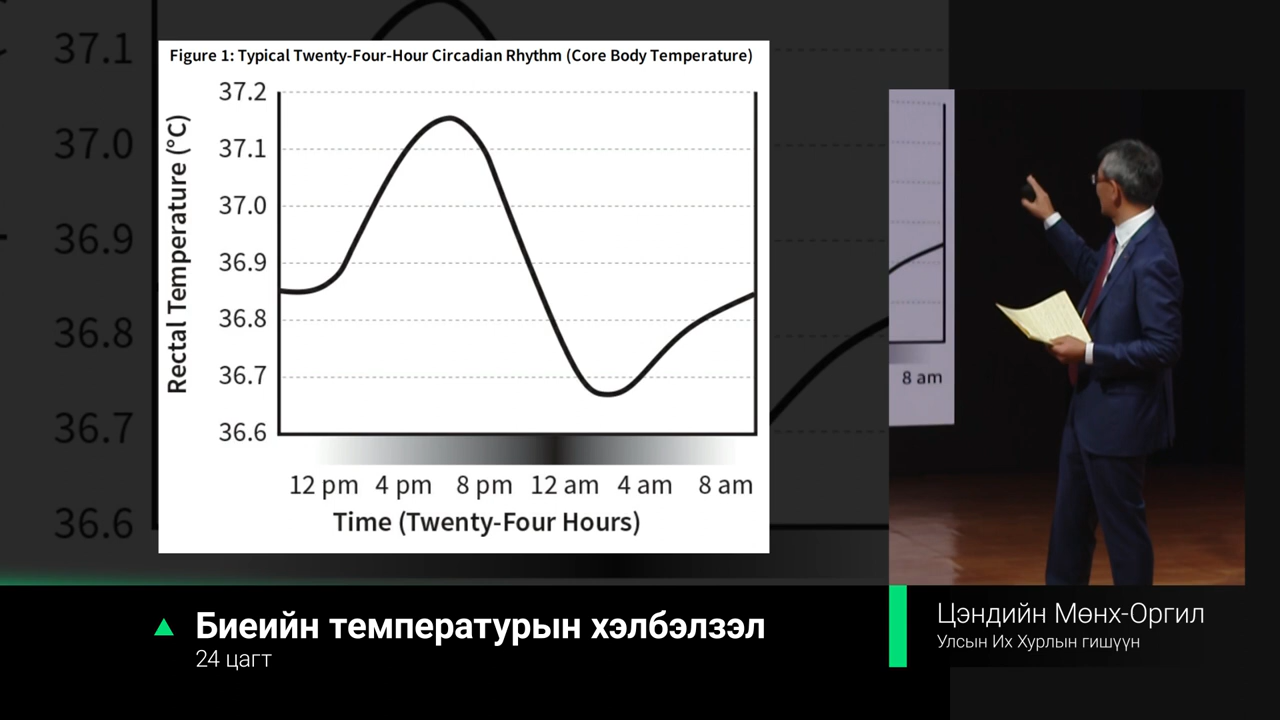 Figure 1: Typical Twenty-Four-Hour Circadian Rhythm (Core Body Temperature)
Rectal Temperature (°C)
37.2
37.1
37.0
36.9
36.8
36.7
36.6
12 pm 4 pm 8 pm 12 am 4 am 8 am
Time (Twenty-Four Hours)
37.1
37.0
36.9
36.8
36.7
36.6
8 am
Биеийн температурын хэлбэлзэл
24 цагт
Цэндийн Мөнх-Оргил
Улсын Их Хурлын гишүүн